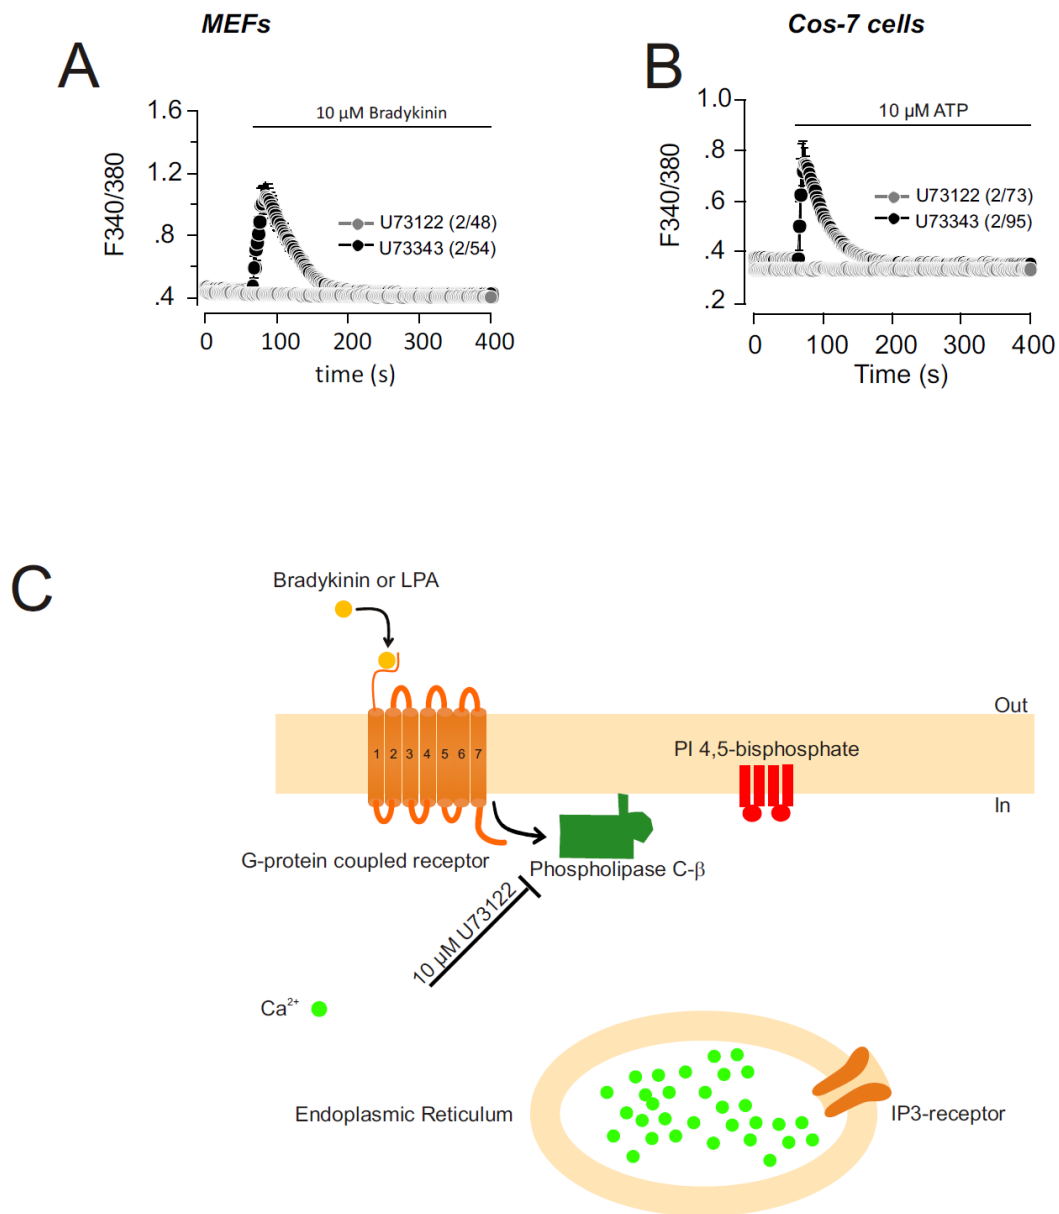 MEFs
Cos-7 cells
A
10 µM Bradykinin
1.6
1.2
.8
.4
F340/380
U73122 (2/48)
U73343 (2/54)
0 100 200 300 400
time (s)
B
10 µM ATP
1.0
.8
.6
.4
.2
F340/380
U73122 (2/73)
U73343 (2/95)
0 100 200 300 400
Time (s)
C
Bradykinin or LPA
Out
1 2 3 4 5 6 7
PI 4,5-bisphosphate
In
G-protein coupled receptor
Phospholipase C-β
10 µM U73122
Ca²⁺
Endoplasmic Reticulum
IP3-receptor